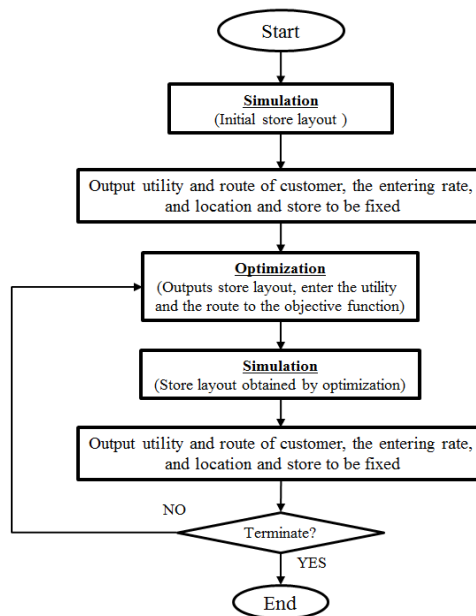 Start
Simulation
(Initial store layout )
Output utility and route of customer, the entering rate,
and location and store to be fixed
Optimization
(Outputs store layout, enter the utility
and the route to the objective function)
Simulation
(Store layout obtained by optimization)
Output utility and route of customer, the entering rate,
and location and store to be fixed
NO
Terminate?
YES
End